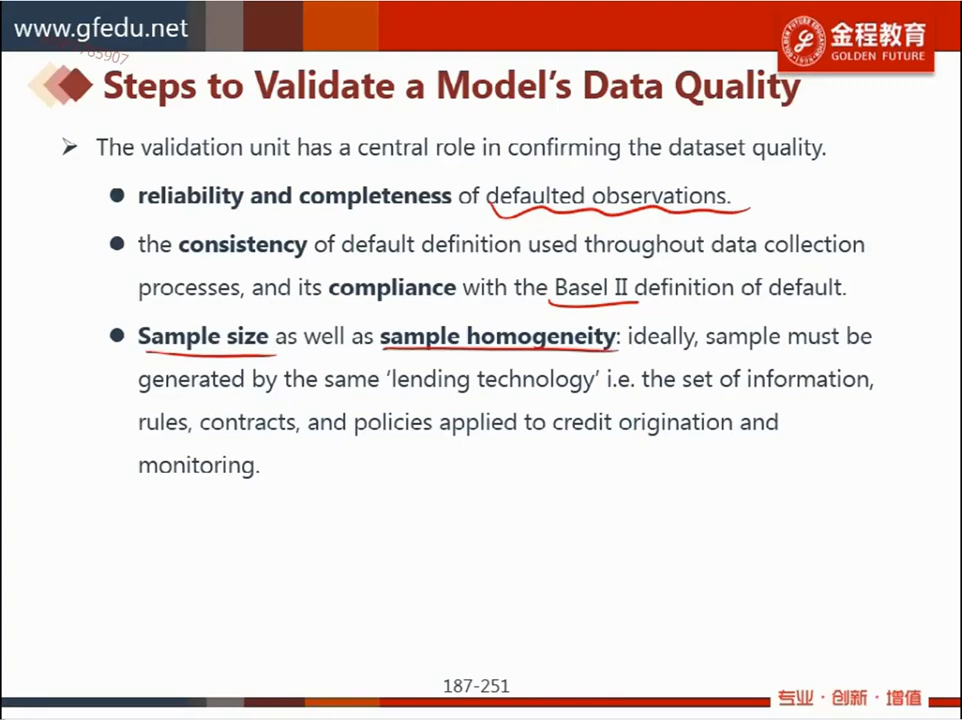 www.gfedu.net
金程教育
GOLDEN FUTURE
Steps to Validate a Model's Data Quality
➢ The validation unit has a central role in confirming the dataset quality.
● reliability and completeness of defaulted observations.
● the consistency of default definition used throughout data collection
processes, and its compliance with the Basel II definition of default.
● Sample size as well as sample homogeneity: ideally, sample must be
generated by the same 'lending technology' i.e. the set of information,
rules, contracts, and policies applied to credit origination and
monitoring.
187-251
专业·创新·增值